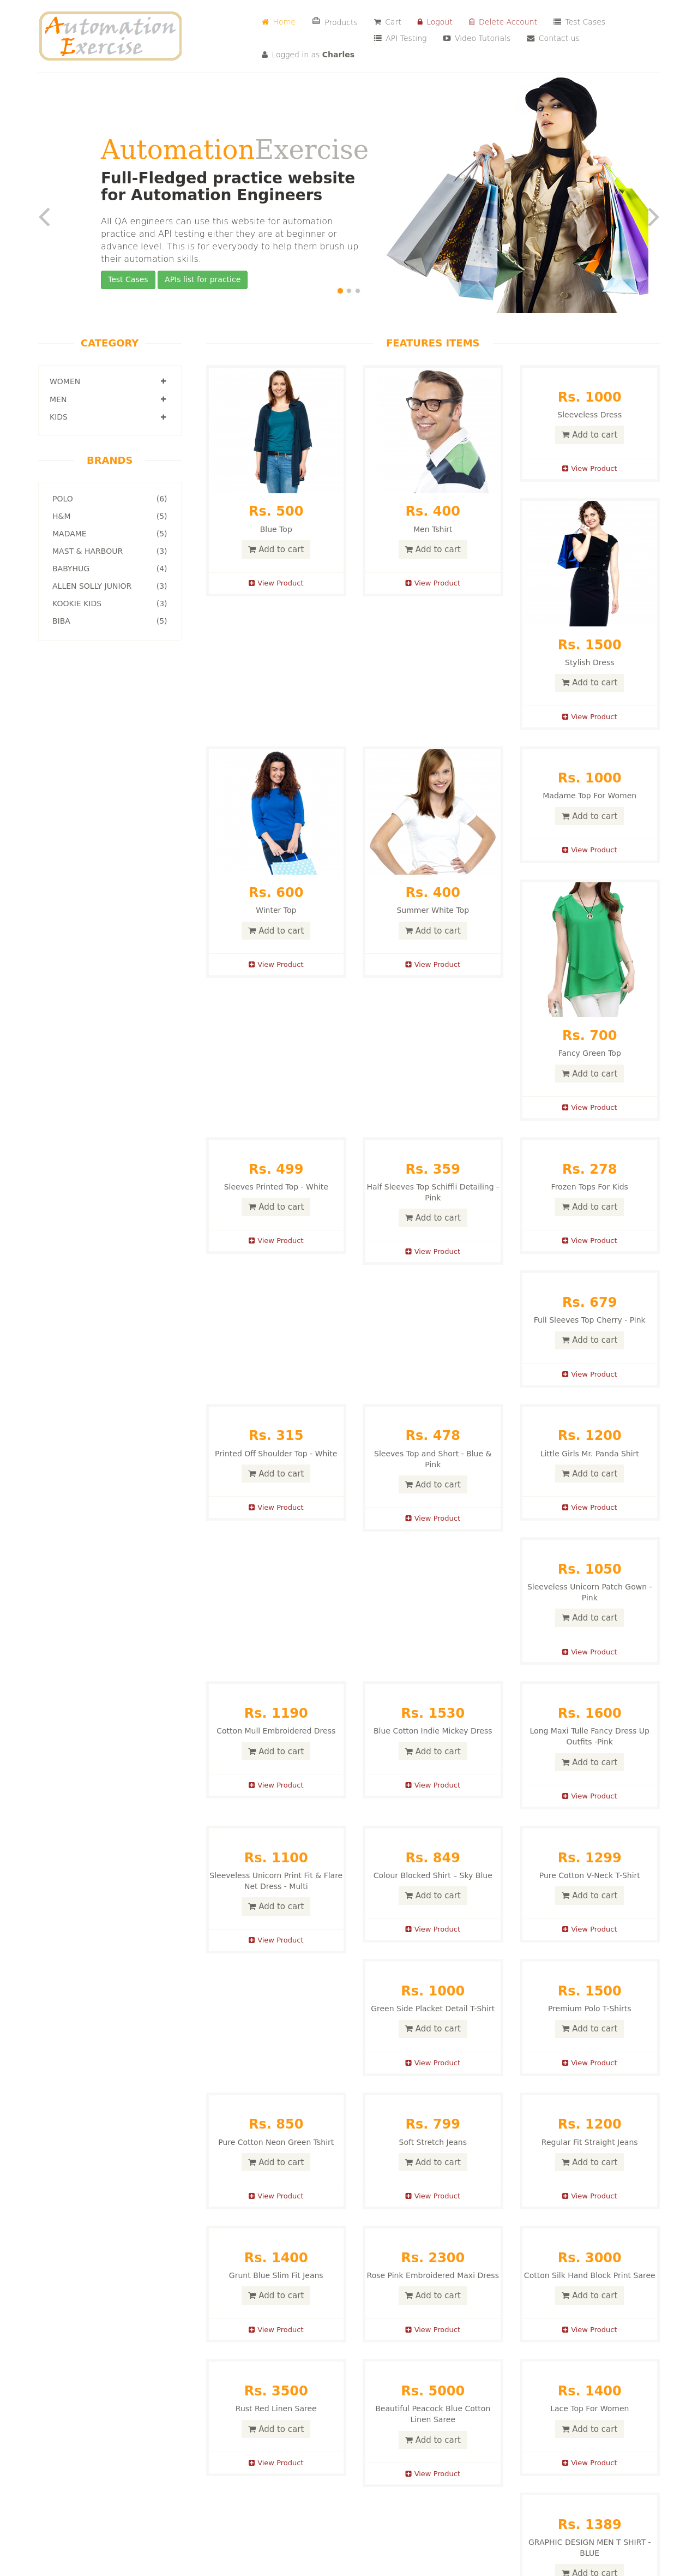 Automation
Exercise
Home
Products
Cart
Logout
Delete Account
Test Cases
API Testing
Video Tutorials
Contact us
Logged in as Charles
AutomationExercise
Full-Fledged practice website
for Automation Engineers
All QA engineers can use this website for automation
practice and API testing either they are at beginner or
advance level. This is for everybody to help them brush up
their automation skills.
Test Cases
APIs list for practice
CATEGORY
WOMEN
MEN
KIDS
BRANDS
POLO (6)
H&M (5)
MADAME (5)
MAST & HARBOUR (3)
BABYHUG (4)
ALLEN SOLLY JUNIOR (3)
KOOKIE KIDS (3)
BIBA (5)
FEATURES ITEMS
Rs. 500
Blue Top
Add to cart
View Product
Rs. 400
Men Tshirt
Add to cart
View Product
Rs. 1000
Sleeveless Dress
Add to cart
View Product
Rs. 1500
Stylish Dress
Add to cart
View Product
Rs. 600
Winter Top
Add to cart
View Product
Rs. 400
Summer White Top
Add to cart
View Product
Rs. 1000
Madame Top For Women
Add to cart
View Product
Rs. 700
Fancy Green Top
Add to cart
View Product
Rs. 499
Sleeves Printed Top - White
Add to cart
View Product
Rs. 359
Half Sleeves Top Schiffli Detailing -
Pink
Add to cart
View Product
Rs. 278
Frozen Tops For Kids
Add to cart
View Product
Rs. 679
Full Sleeves Top Cherry - Pink
Add to cart
View Product
Rs. 315
Printed Off Shoulder Top - White
Add to cart
View Product
Rs. 478
Sleeves Top and Short - Blue &
Pink
Add to cart
View Product
Rs. 1200
Little Girls Mr. Panda Shirt
Add to cart
View Product
Rs. 1050
Sleeveless Unicorn Patch Gown -
Pink
Add to cart
View Product
Rs. 1190
Cotton Mull Embroidered Dress
Add to cart
View Product
Rs. 1530
Blue Cotton Indie Mickey Dress
Add to cart
View Product
Rs. 1600
Long Maxi Tulle Fancy Dress Up
Outfits -Pink
Add to cart
View Product
Rs. 1100
Sleeveless Unicorn Print Fit & Flare
Net Dress - Multi
Add to cart
View Product
Rs. 849
Colour Blocked Shirt – Sky Blue
Add to cart
View Product
Rs. 1299
Pure Cotton V-Neck T-Shirt
Add to cart
View Product
Rs. 1000
Green Side Placket Detail T-Shirt
Add to cart
View Product
Rs. 1500
Premium Polo T-Shirts
Add to cart
View Product
Rs. 850
Pure Cotton Neon Green Tshirt
Add to cart
View Product
Rs. 799
Soft Stretch Jeans
Add to cart
View Product
Rs. 1200
Regular Fit Straight Jeans
Add to cart
View Product
Rs. 1400
Grunt Blue Slim Fit Jeans
Add to cart
View Product
Rs. 2300
Rose Pink Embroidered Maxi Dress
Add to cart
View Product
Rs. 3000
Cotton Silk Hand Block Print Saree
Add to cart
View Product
Rs. 3500
Rust Red Linen Saree
Add to cart
View Product
Rs. 5000
Beautiful Peacock Blue Cotton
Linen Saree
Add to cart
View Product
Rs. 1400
Lace Top For Women
Add to cart
View Product
Rs. 1389
GRAPHIC DESIGN MEN T SHIRT -
BLUE
Add to cart